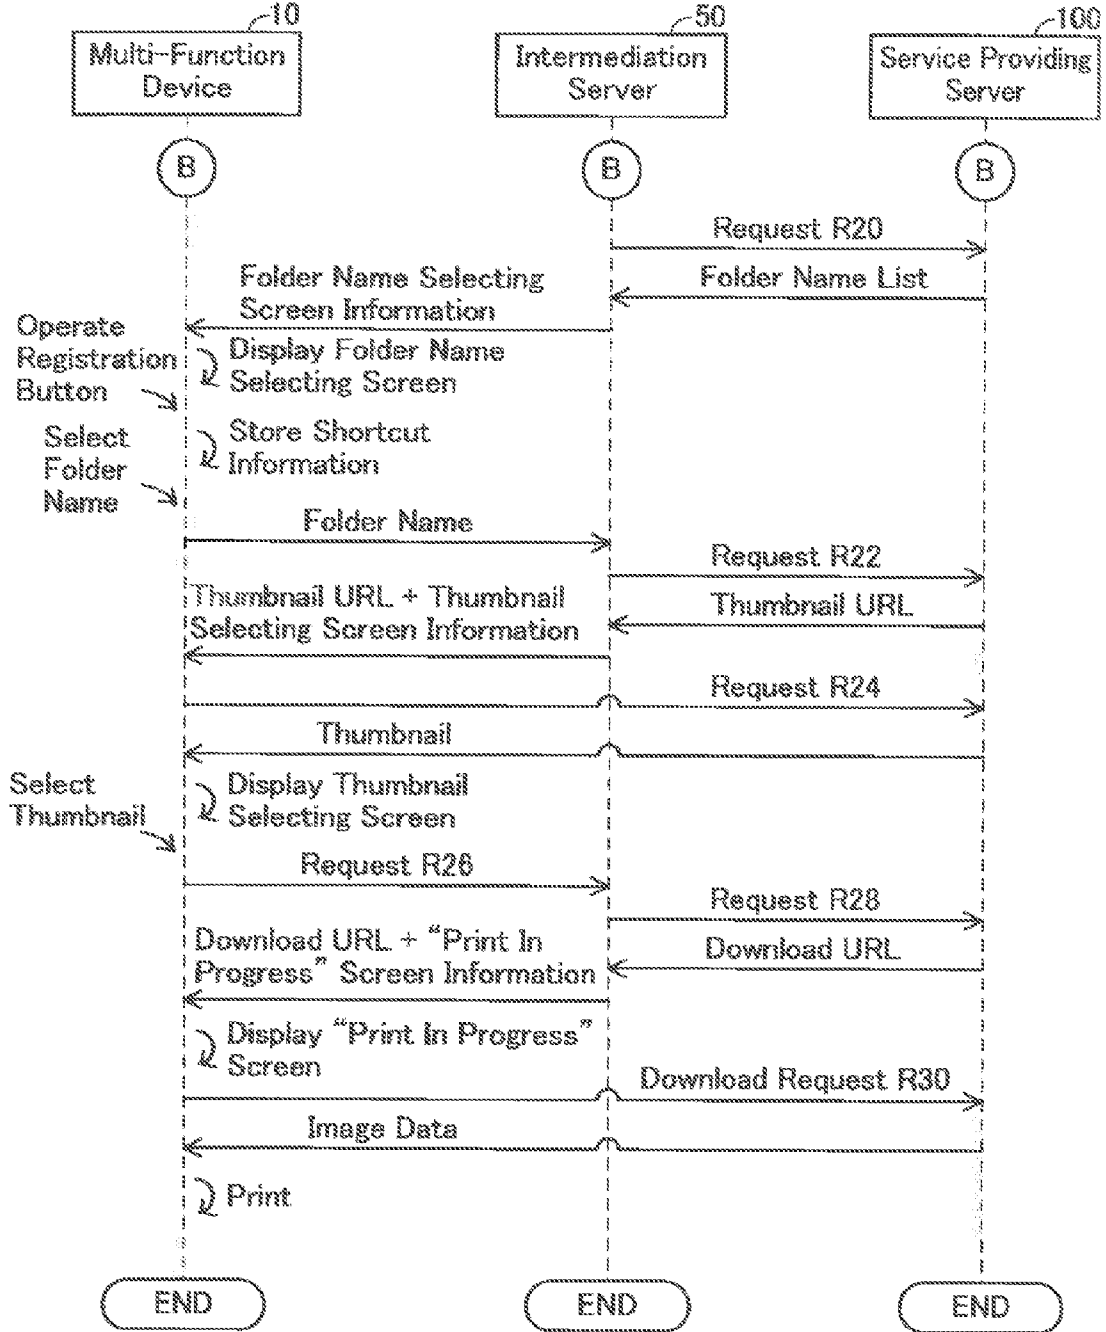 10
50
100
Multi-Function
Device
Intermediation
Server
Service Providing
Server
B
B
B
Request R20
Folder Name List
Folder Name Selecting
Screen Information
Operate
Registration
Button
Display Folder Name
Selecting Screen
Store Shortcut
Information
Select
Folder
Name
Folder Name
Request R22
Thumbnail URL
Thumbnail URL + Thumbnail
Selecting Screen Information
Request R24
Thumbnail
Display Thumbnail
Selecting Screen
Select
Thumbnail
Request R26
Request R28
Download URL
Download URL + “Print In
Progress” Screen Information
Display “Print In Progress”
Screen
Download Request R30
Image Data
Print
END
END
END